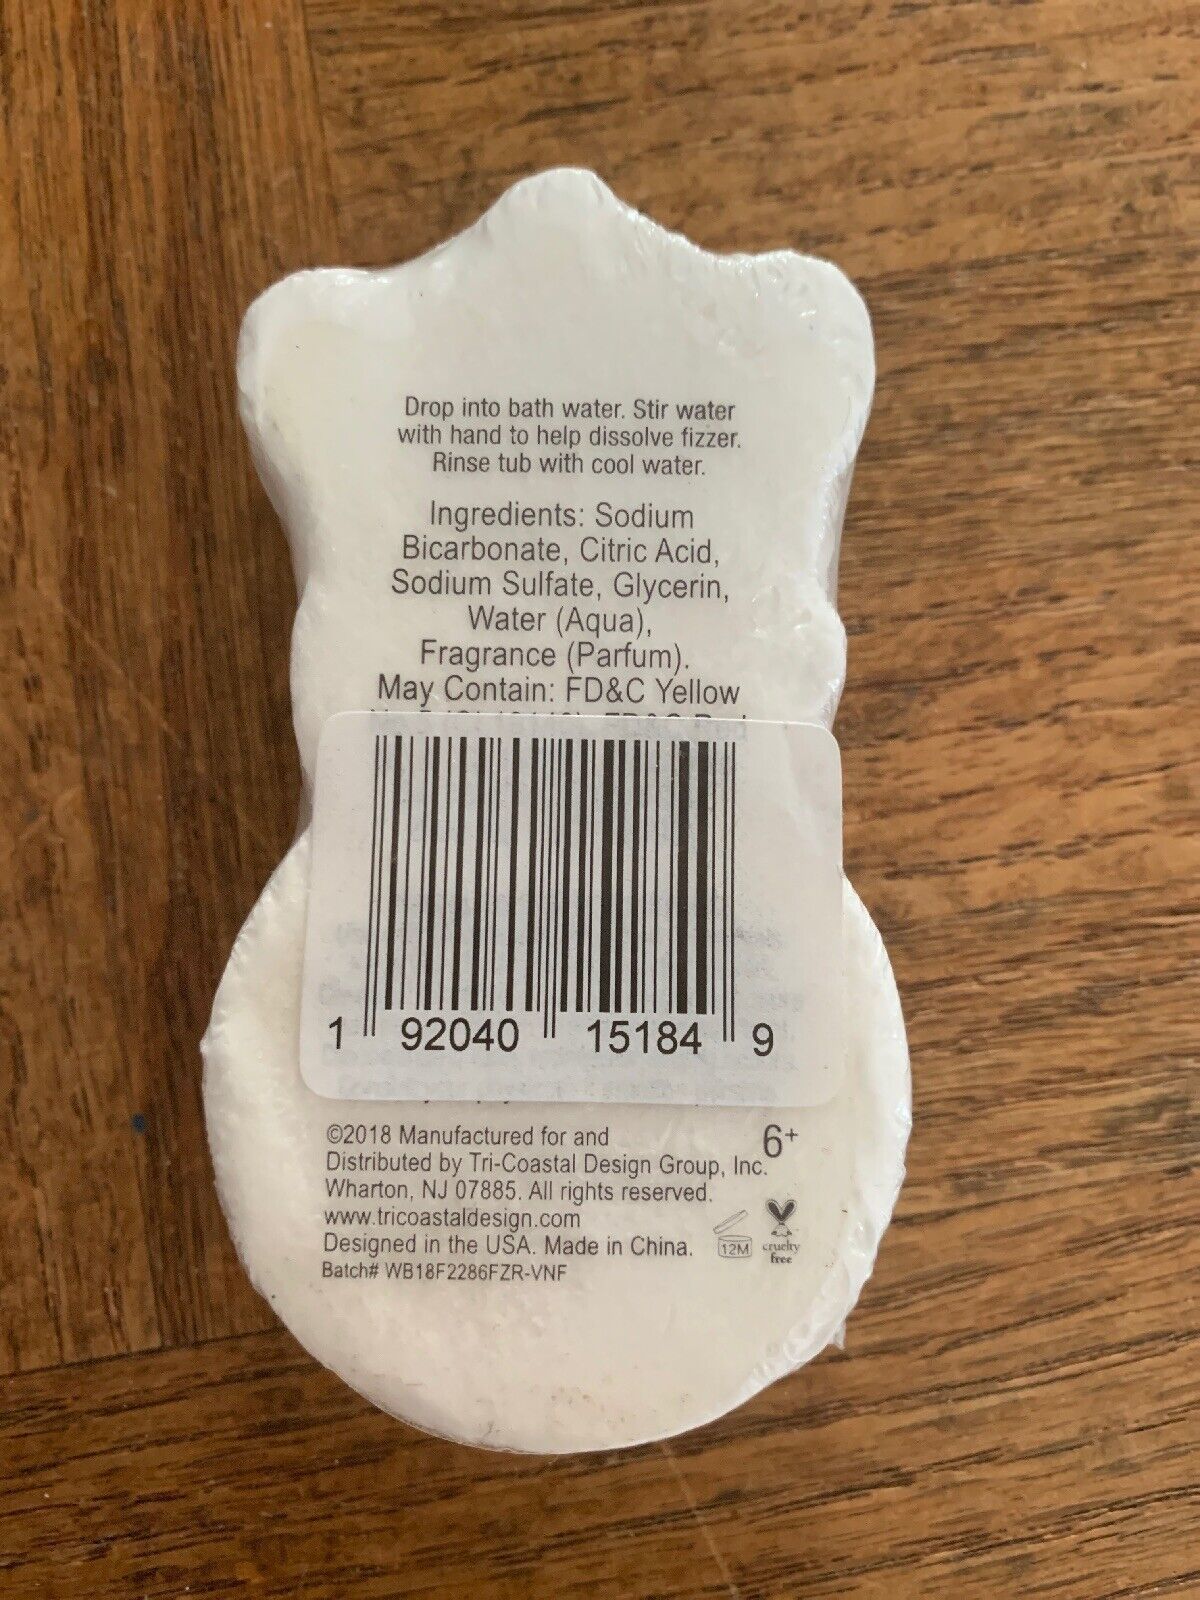 Drop into bath water. Stir water
with hand to help dissolve fizzer.
Rinse tub with cool water.
Ingredients: Sodium
Bicarbonate, Citric Acid,
Sodium Sulfate, Glycerin,
Water (Aqua),
Fragrance (Parfum).
May Contain: FD&C Yellow
1 92040 15184 9
©2018 Manufactured for and
Distributed by Tri-Coastal Design Group, Inc.
Wharton, NJ 07885. All rights reserved.
www.tricoastaldesign.com
Designed in the USA. Made in China.
Batch# WB18F2286FZR-VNF
6+
12M
cruelty
free